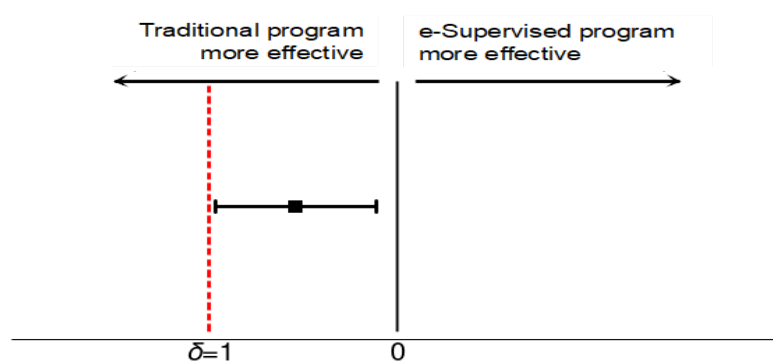 Traditional program
more effective
e-Supervised program
more effective
δ=1
0